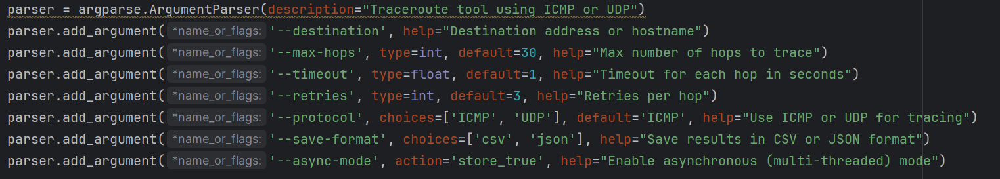 parser = argparse.ArgumentParser(description="Traceroute tool using ICMP or UDP")
parser.add_argument( *name_or_flags: '--destination', help="Destination address or hostname")
parser.add_argument( *name_or_flags: '--max-hops', type=int, default=30, help="Max number of hops to trace")
parser.add_argument( *name_or_flags: '--timeout', type=float, default=1, help="Timeout for each hop in seconds")
parser.add_argument( *name_or_flags: '--retries', type=int, default=3, help="Retries per hop")
parser.add_argument( *name_or_flags: '--protocol', choices=['ICMP', 'UDP'], default='ICMP', help="Use ICMP or UDP for tracing")
parser.add_argument( *name_or_flags: '--save-format', choices=['csv', 'json'], help="Save results in CSV or JSON format")
parser.add_argument( *name_or_flags: '--async-mode', action='store_true', help="Enable asynchronous (multi-threaded) mode")